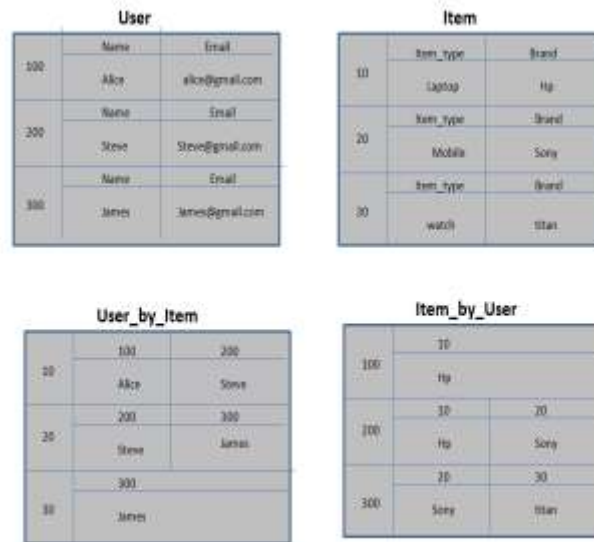 User
Name Email
100
Alice alice@gmail.com
Name Email
200
Steve Steve@gmail.com
Name Email
300
James James@gmail.com
Item
Item_type Brand
10
Laptop Hp
Item_type Brand
20
Mobile Sony
Item_type Brand
30
watch titan
User_by_Item
100 200
10
Alice Steve
200 300
20
Steve James
300
30
James
Item_by_User
10
100
Hp
10 20
200
Hp Sony
20 30
300
Sony titan